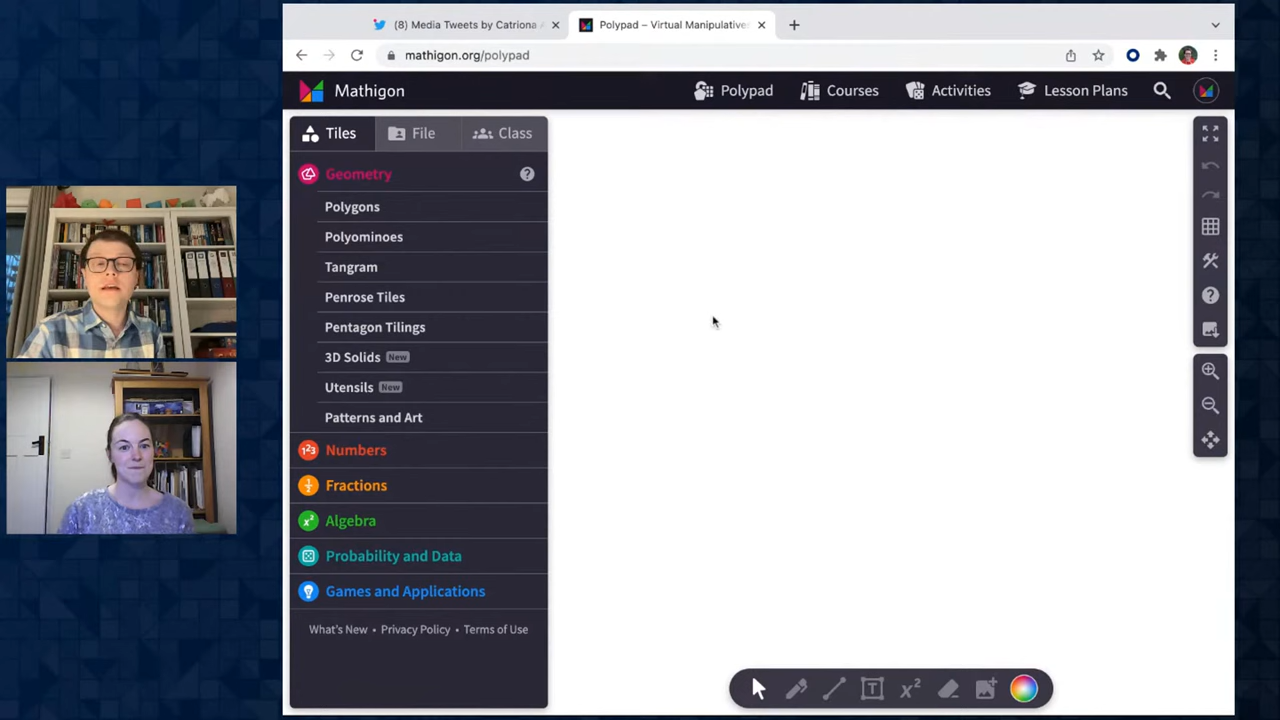 (8) Media Tweets by Catriona
Polypad – Virtual Manipulatives
mathigon.org/polypad
Mathigon
Polypad
Courses
Activities
Lesson Plans
Tiles
File
Class
Geometry
Polygons
Polyominoes
Tangram
Penrose Tiles
Pentagon Tilings
3D Solids New
Utensils New
Patterns and Art
Numbers
Fractions
Algebra
Probability and Data
Games and Applications
What's New • Privacy Policy • Terms of Use